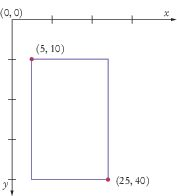 (0, 0)
x
(5, 10)
(25, 40)
y